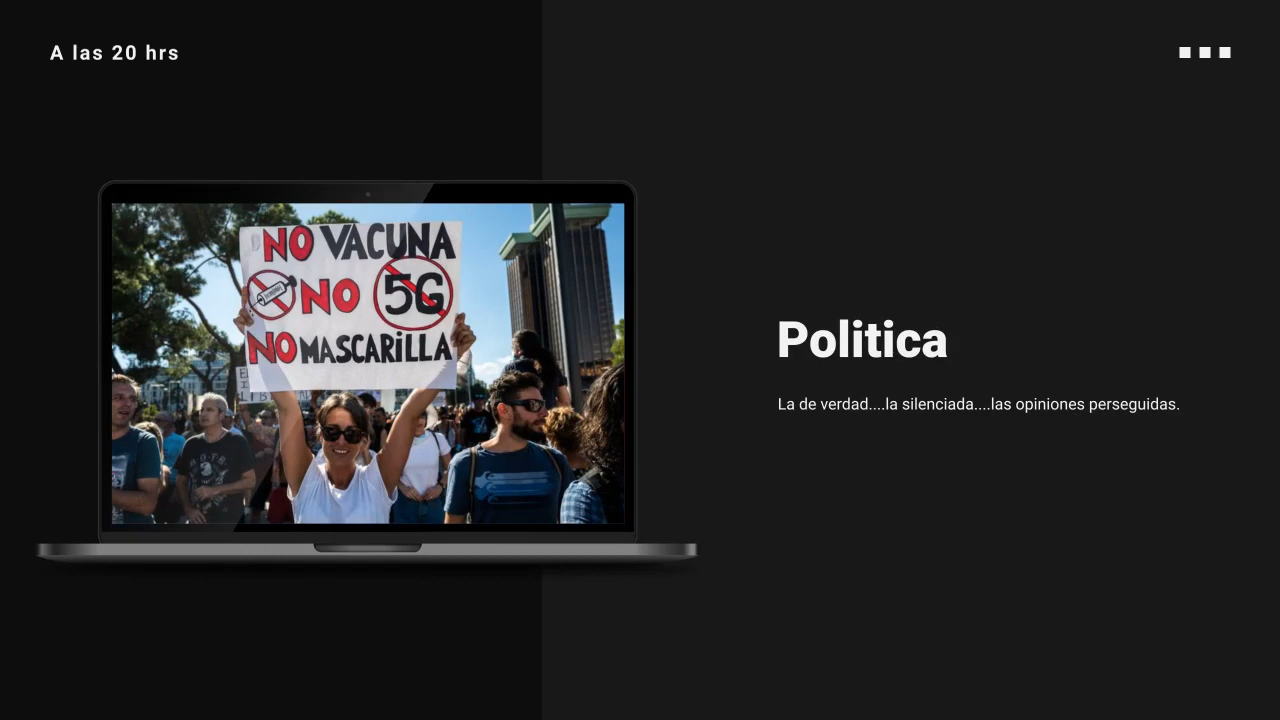 A las 20 hrs
NO VACUNA
NO 5G
NO MASCARiLLA
Politica
La de verdad....la silenciada....las opiniones perseguidas.